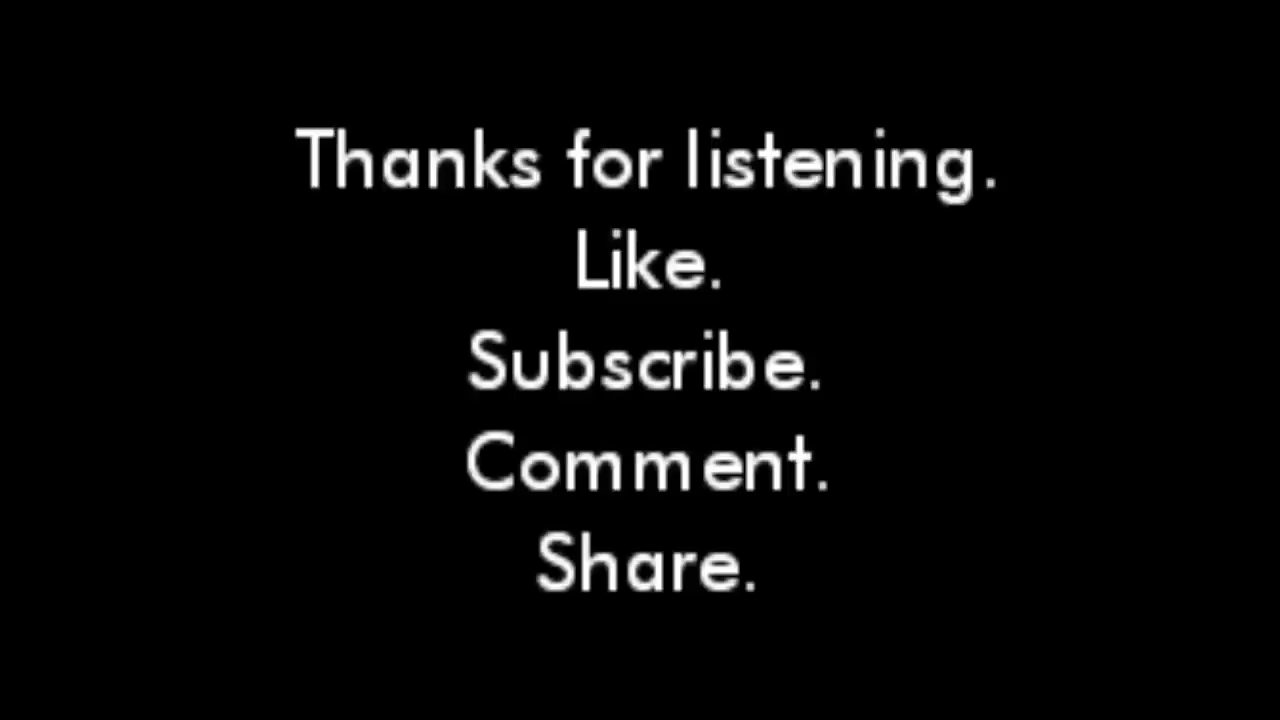 Thanks for listening.
Like.
Subscribe.
Comment.
Share.